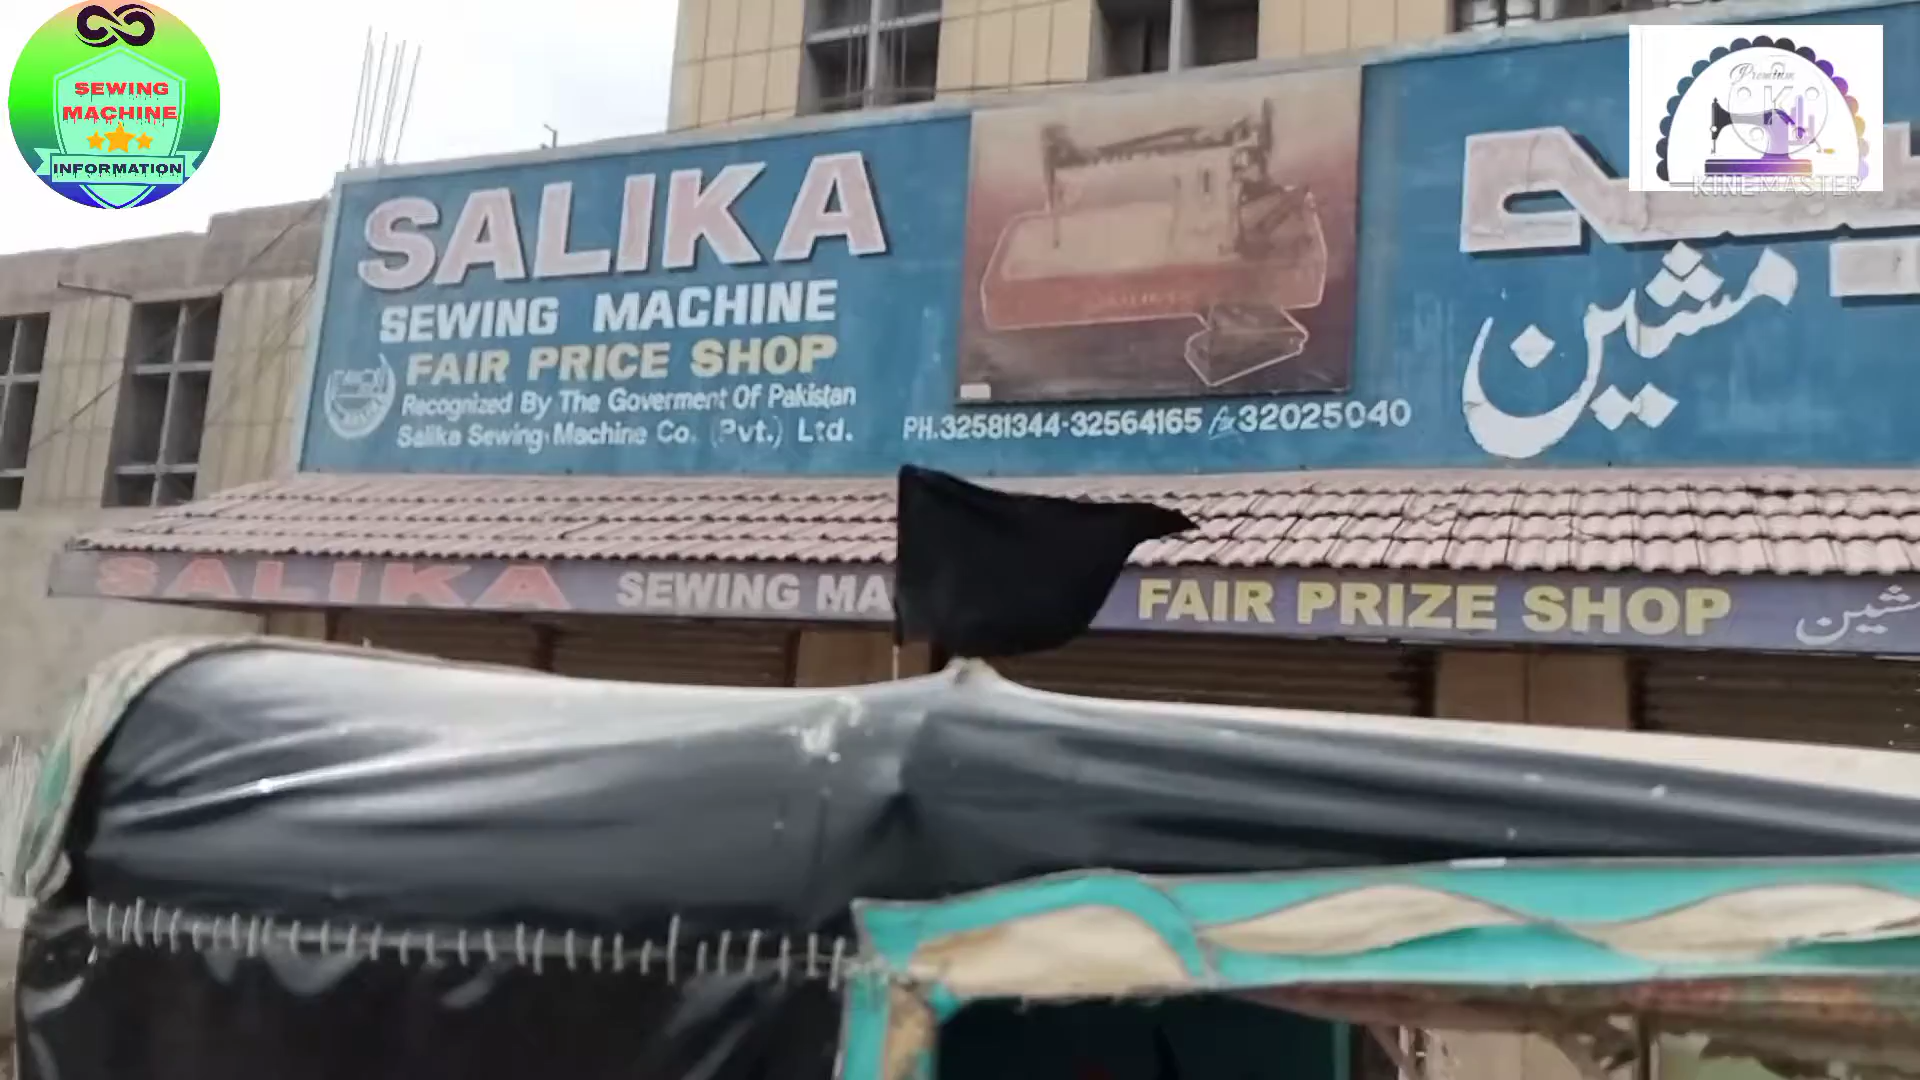 SEWING
MACHINE
INFORMATION
Premium
KINEMASTER
SALIKA
SEWING MACHINE
FAIR PRICE SHOP
Recognized By The Goverment Of Pakistan
Salika Sewing Machine Co. (Pvt.) Ltd.
PH.32581344-32564165 fax 32025040
مشین
SALIKA SEWING MA FAIR PRIZE SHOP مشین